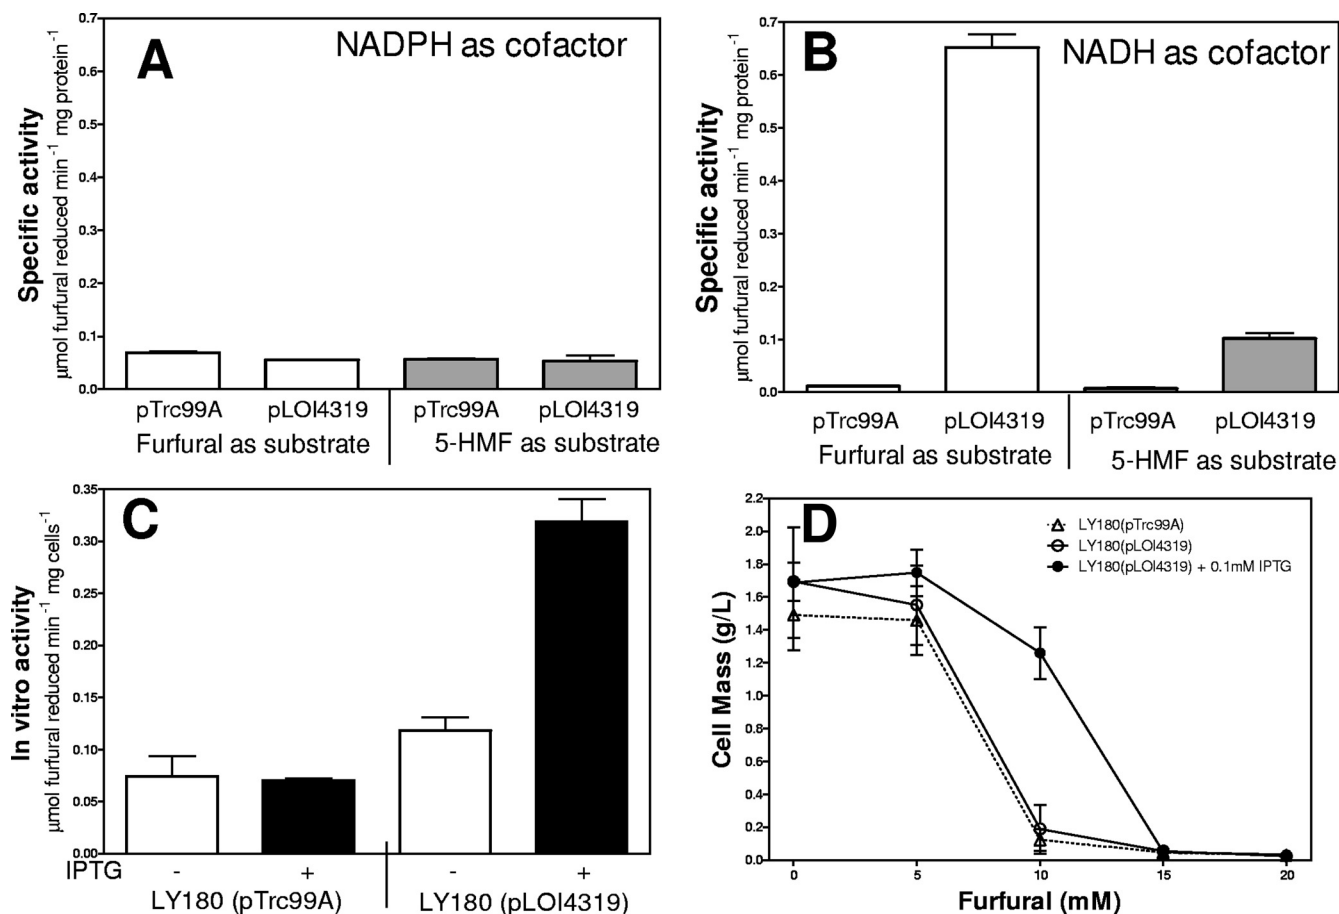 A
NADPH as cofactor
Specific activity
µmol furfural reduced min⁻¹ mg protein⁻¹
0.7
0.6
0.5
0.4
0.3
0.2
0.1
0.0
pTrc99A pLOI4319 pTrc99A pLOI4319
Furfural as substrate 5-HMF as substrate
B
NADH as cofactor
Specific activity
µmol furfural reduced min⁻¹ mg protein⁻¹
0.7
0.6
0.5
0.4
0.3
0.2
0.1
0.0
pTrc99A pLOI4319 pTrc99A pLOI4319
Furfural as substrate 5-HMF as substrate
C
In vitro activity
µmol furfural reduced min⁻¹ mg cells⁻¹
0.35
0.30
0.25
0.20
0.15
0.10
0.05
0.00
IPTG - + - +
LY180 (pTrc99A) LY180 (pLOI4319)
D
LY180(pTrc99A)
LY180(pLOI4319)
LY180(pLOI4319) + 0.1mM IPTG
Cell Mass (g/L)
2.2
2.0
1.8
1.6
1.4
1.2
1.0
0.8
0.6
0.4
0.2
0.0
0 5 10 15 20
Furfural (mM)